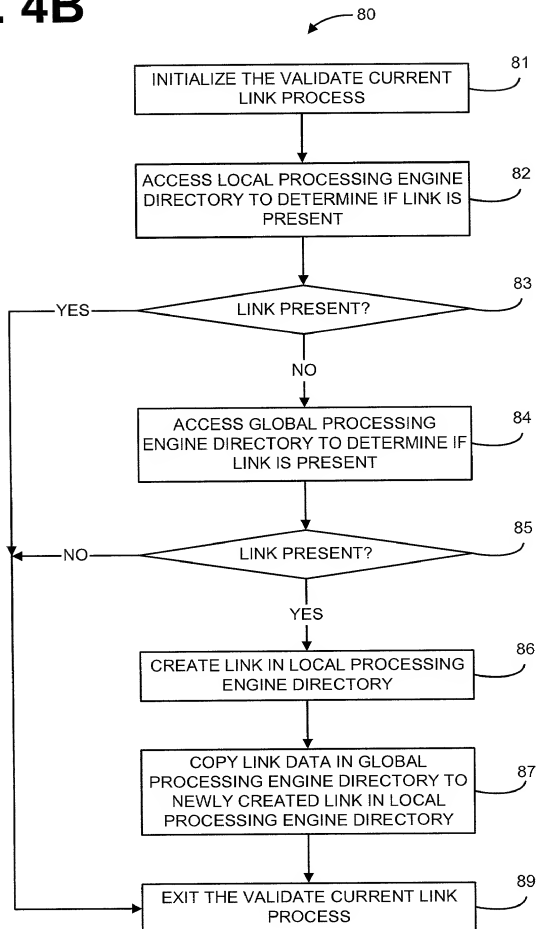 4B
80
INITIALIZE THE VALIDATE CURRENT
LINK PROCESS
81
ACCESS LOCAL PROCESSING ENGINE
DIRECTORY TO DETERMINE IF LINK IS
PRESENT
82
LINK PRESENT?
83
YES
NO
ACCESS GLOBAL PROCESSING
ENGINE DIRECTORY TO DETERMINE IF
LINK IS PRESENT
84
LINK PRESENT?
85
NO
YES
CREATE LINK IN LOCAL PROCESSING
ENGINE DIRECTORY
86
COPY LINK DATA IN GLOBAL
PROCESSING ENGINE DIRECTORY TO
NEWLY CREATED LINK IN LOCAL
PROCESSING ENGINE DIRECTORY
87
EXIT THE VALIDATE CURRENT LINK
PROCESS
89